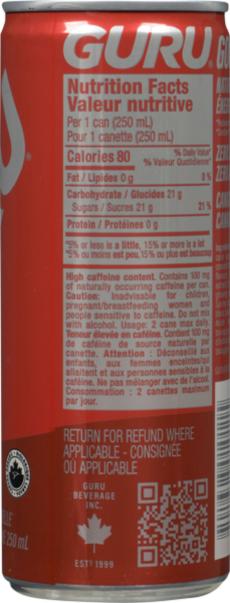 GURU
Nutrition Facts
Valeur nutritive
Per 1 can (250 mL)
Pour 1 canette (250 mL)
Calories 80
% Daily Value*
% Valeur Quotidienne*
Fat / Lipides 0 g
0 %
Carbohydrate / Glucides 21 g
Sugars / Sucres 21 g
21 %
Protein / Protéines 0 g
*5% or less is a little, 15% or more is a lot
*5% ou moins est peu, 15% ou plus est beaucoup
High caffeine content. Contains 100 mg
of naturally occurring caffeine per can.
Caution: Inadvisable for children,
pregnant/breastfeeding women and
people sensitive to caffeine. Do not mix
with alcohol. Usage: 2 cans max daily.
Teneur élevée en caféine. Contient 100 mg
de caféine de source naturelle par
canette. Attention : Déconseillé aux
enfants, aux femmes enceintes/qui
allaitent et aux personnes sensibles à la
caféine. Ne pas mélanger avec de l'alcool.
Consommation : 2 canettes maximum
par jour.
RETURN FOR REFUND WHERE
APPLICABLE - CONSIGNÉE
OU APPLICABLE
GURU
BEVERAGE
INC.
ESTD 1999
250 mL